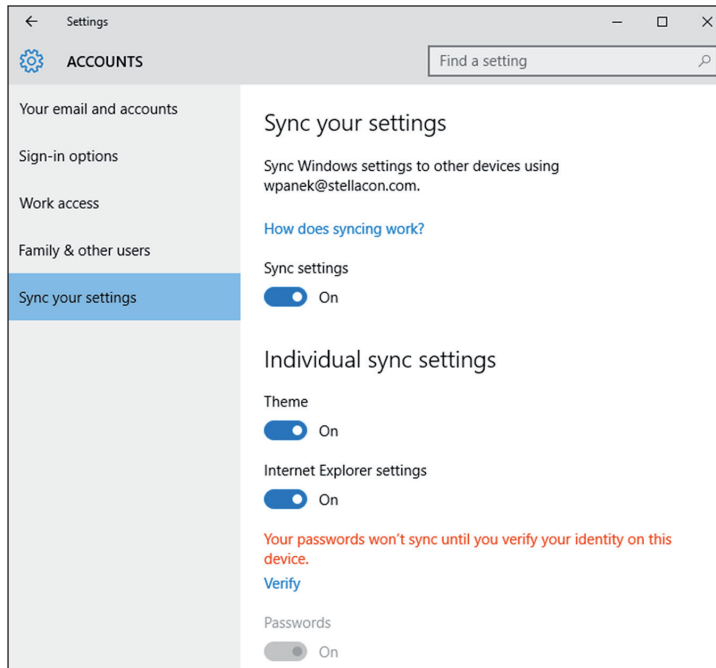 Settings
ACCOUNTS
Find a setting
Your email and accounts
Sign-in options
Work access
Family & other users
Sync your settings
Sync your settings
Sync Windows settings to other devices using
wpanek@stellacon.com.
How does syncing work?
Sync settings
On
Individual sync settings
Theme
On
Internet Explorer settings
On
Your passwords won’t sync until you verify your identity on this
device.
Verify
Passwords
On